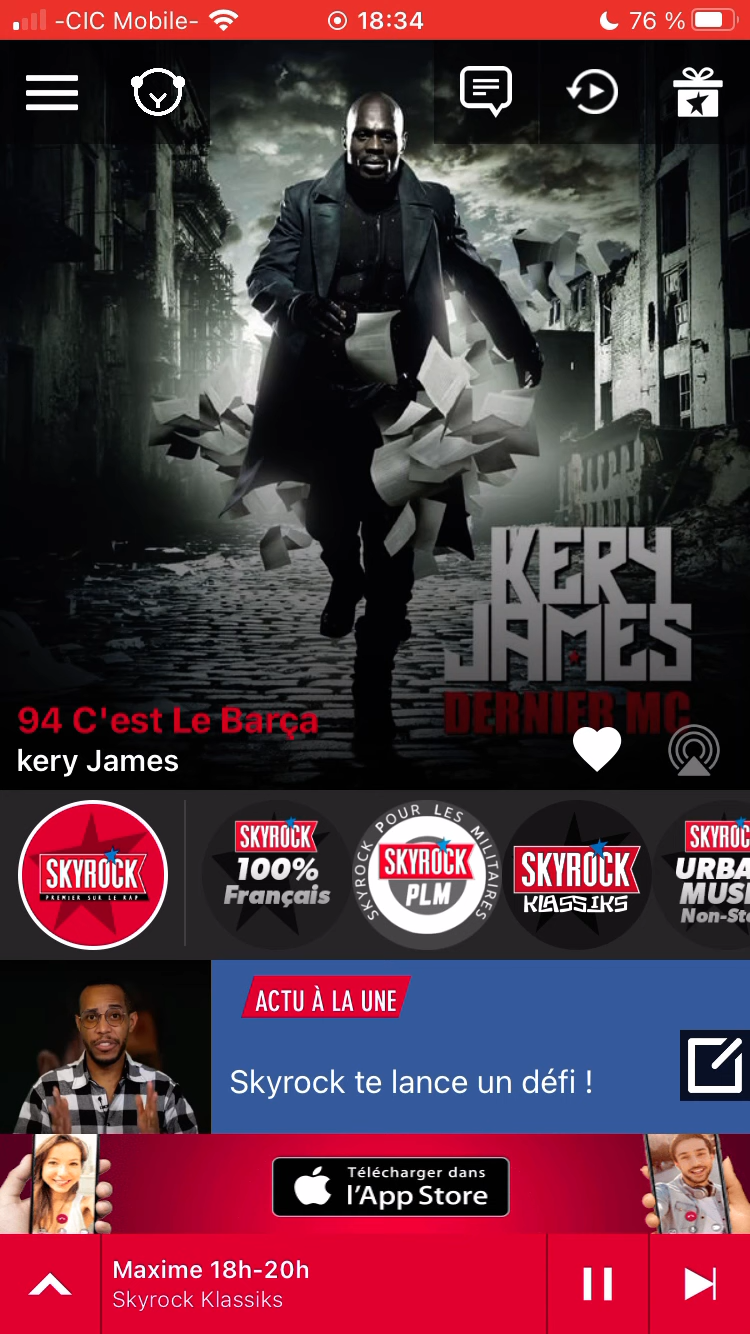 -CIC Mobile-
18:34
76 %
KERY
JAMES
DERNIER MC
94 C'est Le Barça
kery James
SKYROCK
PREMIER SUR LE RAP
SKYROCK
100%
Français
SKYROCK POUR LES MILITAIRES
SKYROCK
PLM
SKYROCK
KLASSIKS
SKYROC
URBA
MUSI
Non-Sto
ACTU À LA UNE
Skyrock te lance un défi !
Télécharger dans
l'App Store
Maxime 18h-20h
Skyrock Klassiks